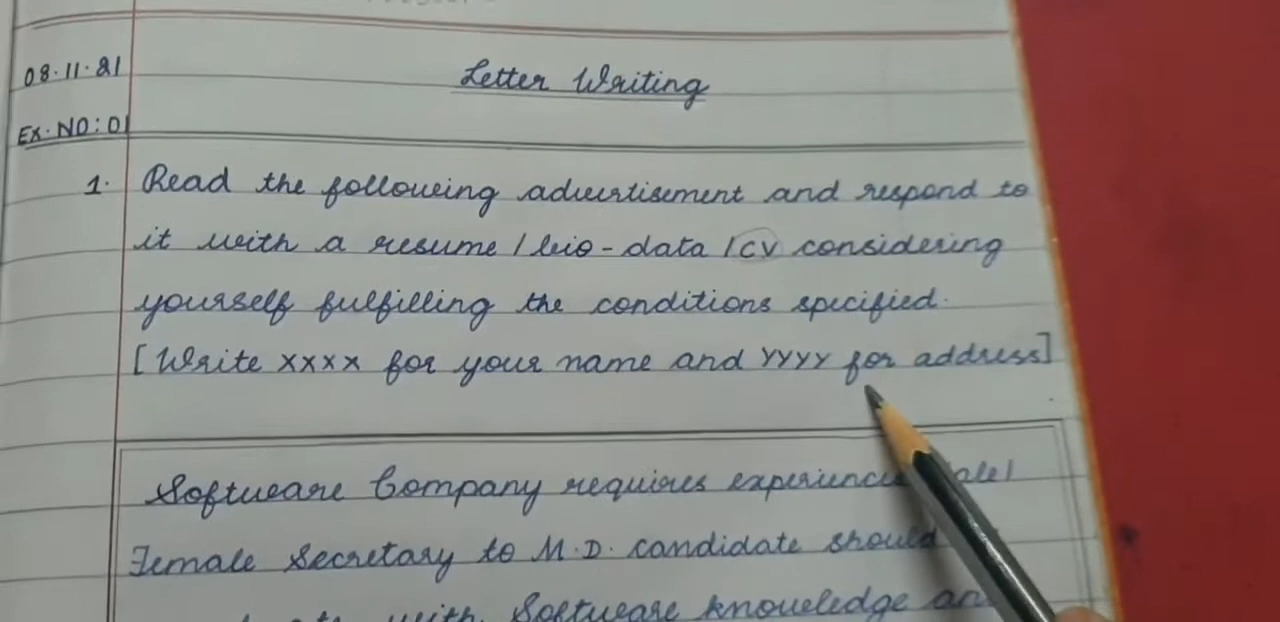 08.11.21
Letter Writing
Ex. NO: 01
1. Read the following advertisement and respond to
it with a resume / bio-data / CV considering
yourself fulfilling the conditions specified.
[Write xxxx for your name and YYYY for address]
Software Company requires
Female Secretary to M.D. candidate should
with Software knowledge